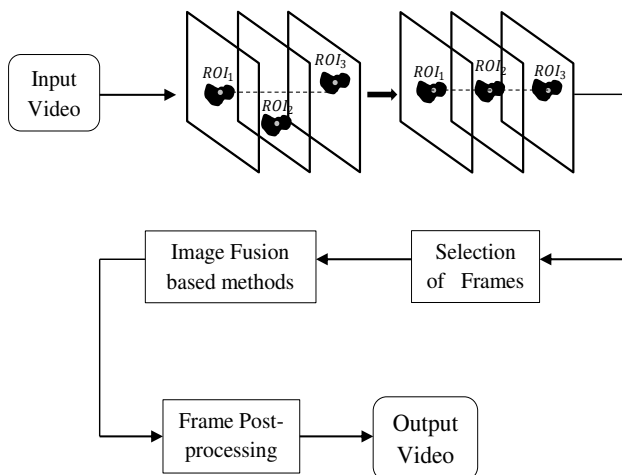 Input
Video
ROI₁
ROI₂
ROI₃
ROI₁
ROI₂
ROI₃
Image Fusion
based methods
Selection
of Frames
Frame Post-
processing
Output
Video